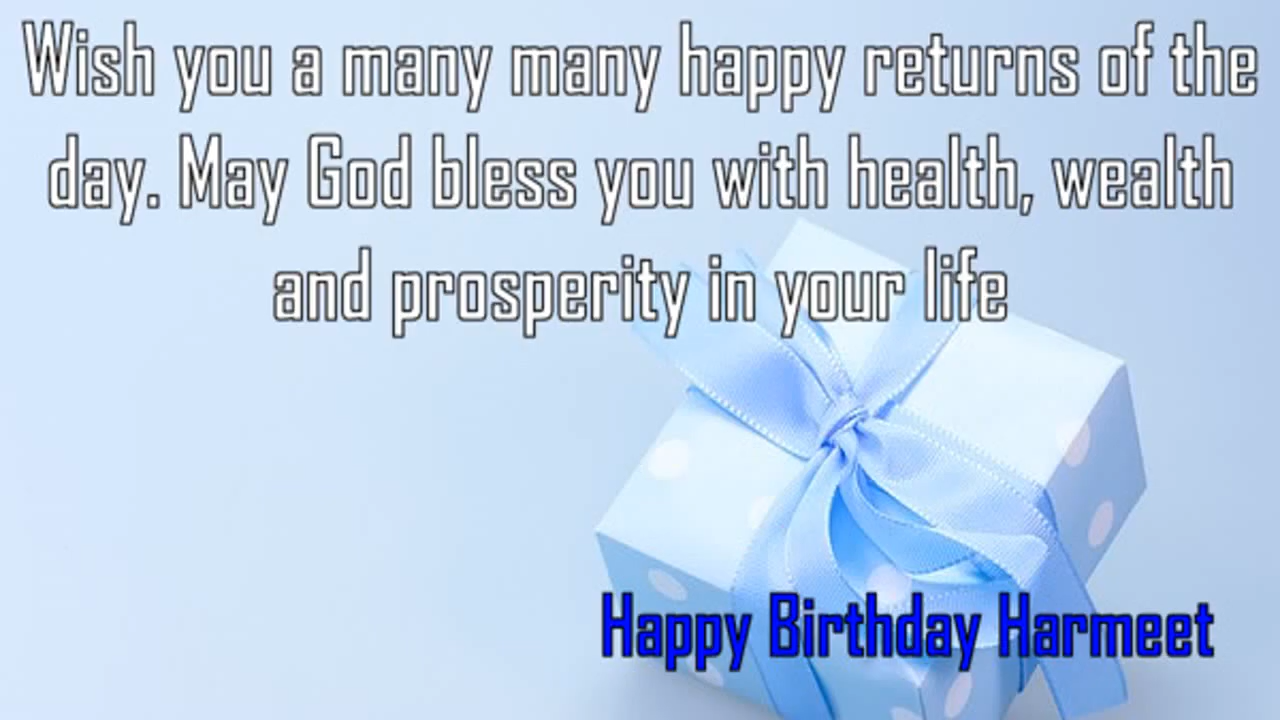 Wish you a many many happy returns of the
day. May God bless you with health, wealth
and prosperity in your life
Happy Birthday Harmeet